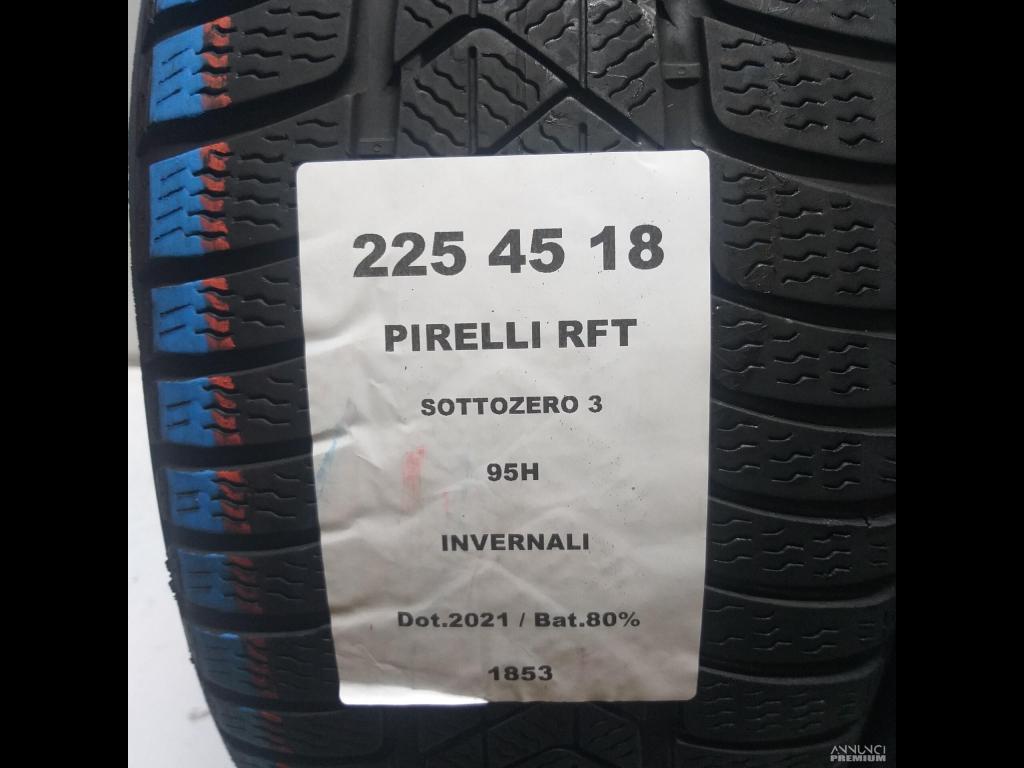 225 45 18
PIRELLI RFT
SOTTOZERO 3
95H
INVERNALI
Dot.2021 / Bat.80%
1853
ANNUNCI
PREMIUM